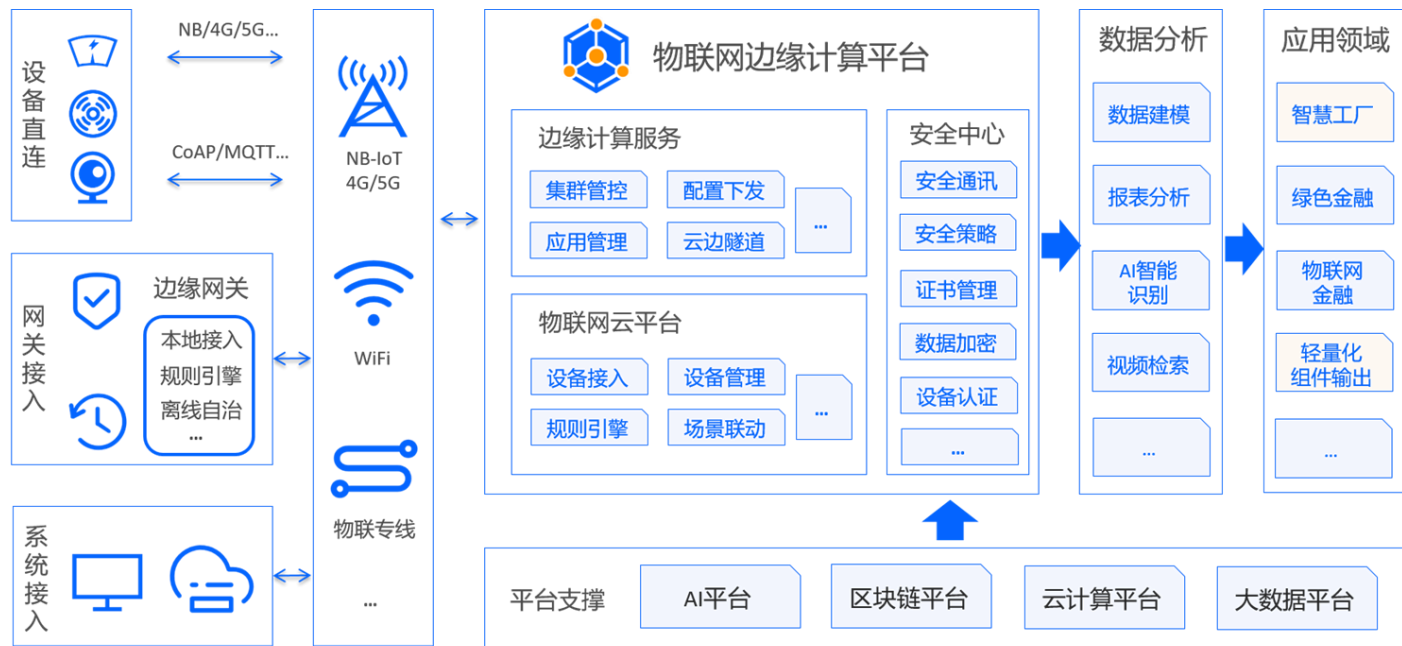 设备直连
NB/4G/5G...
CoAP/MQTT...
网关接入
边缘网关
本地接入
规则引擎
离线自治
...
系统接入
NB-IoT
4G/5G
WiFi
物联专线
...
物联网边缘计算平台
边缘计算服务
集群管控
配置下发
应用管理
云边隧道
...
物联网云平台
设备接入
设备管理
规则引擎
场景联动
...
安全中心
安全通讯
安全策略
证书管理
数据加密
设备认证
...
数据分析
数据建模
报表分析
AI智能
识别
视频检索
...
应用领域
智慧工厂
绿色金融
物联网
金融
轻量化
组件输出
...
平台支撑
AI平台
区块链平台
云计算平台
大数据平台